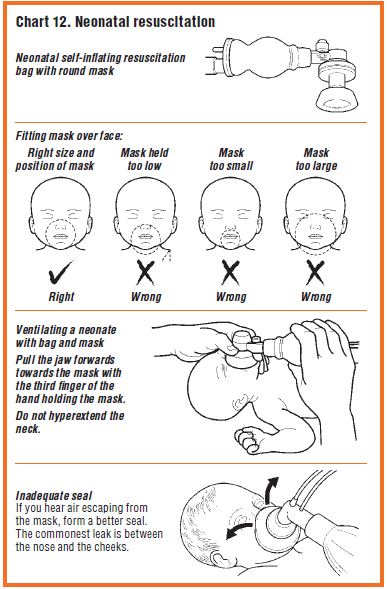 Chart 12. Neonatal resuscitation
Neonatal self-inflating resuscitation
bag with round mask
Fitting mask over face:
Right size and
position of mask
Mask held
too low
Mask
too small
Mask
too large
Right
Wrong
Wrong
Wrong
Ventilating a neonate
with bag and mask
Pull the jaw forwards
towards the mask with
the third finger of the
hand holding the mask.
Do not hyperextend the
neck.
Inadequate seal
If you hear air escaping from
the mask, form a better seal.
The commonest leak is between
the nose and the cheeks.